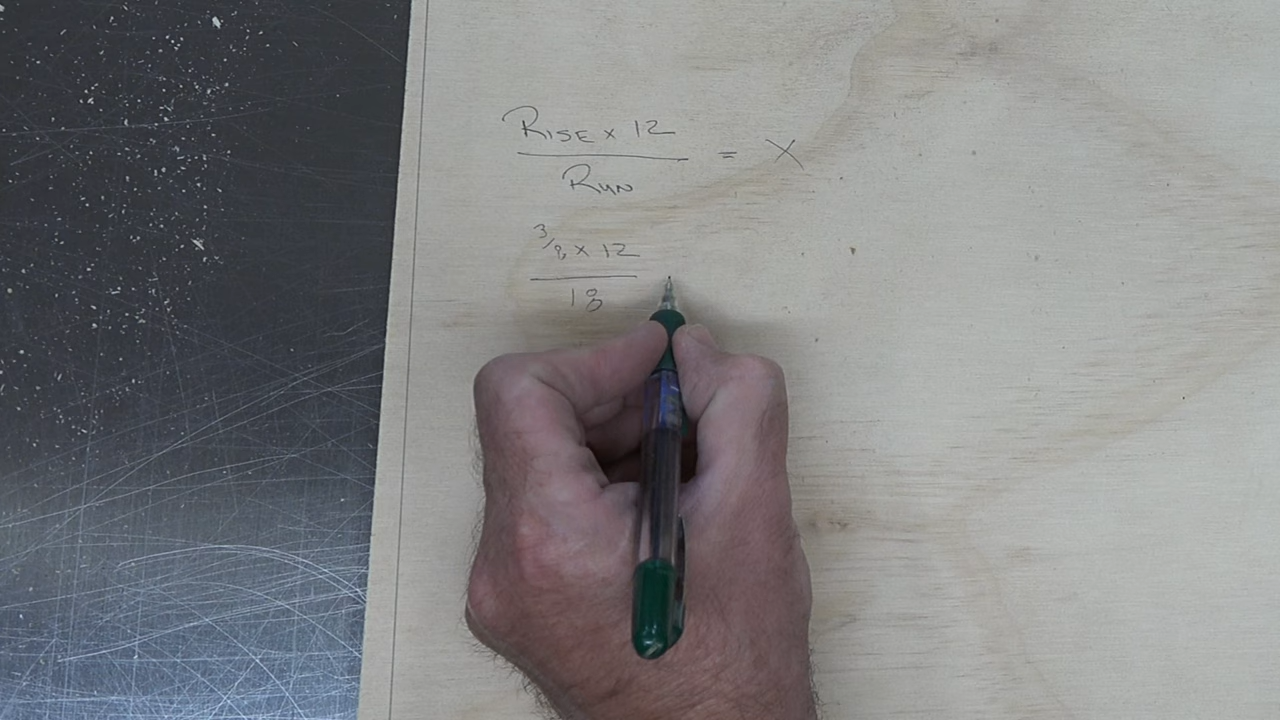 RISE x 12
RUN
= X
3/8 x 12
18